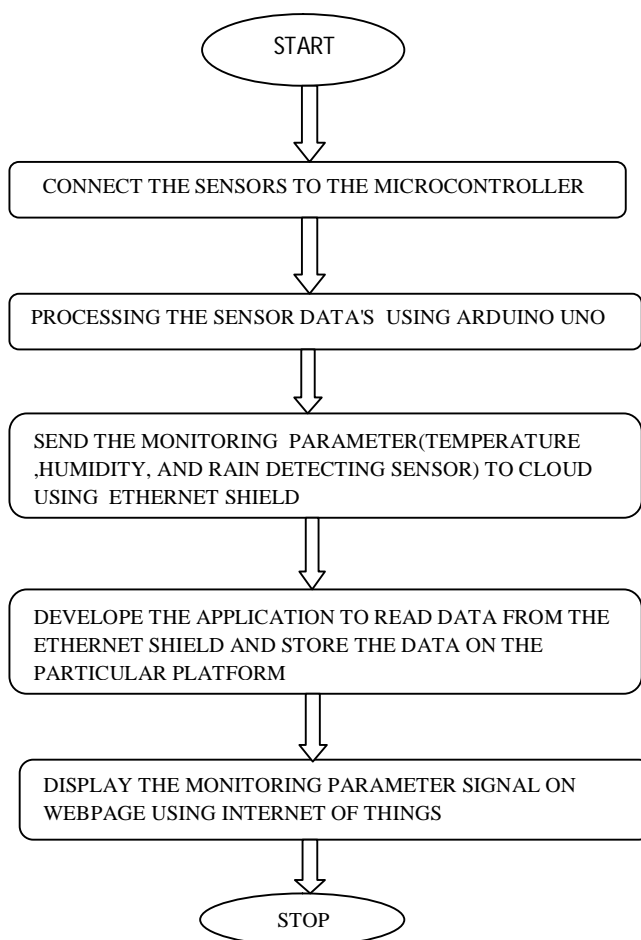 START
CONNECT THE SENSORS TO THE MICROCONTROLLER
PROCESSING THE SENSOR DATA'S USING ARDUINO UNO
SEND THE MONITORING PARAMETER(TEMPERATURE
,HUMIDITY, AND RAIN DETECTING SENSOR) TO CLOUD
USING ETHERNET SHIELD
DEVELOPE THE APPLICATION TO READ DATA FROM THE
ETHERNET SHIELD AND STORE THE DATA ON THE
PARTICULAR PLATFORM
DISPLAY THE MONITORING PARAMETER SIGNAL ON
WEBPAGE USING INTERNET OF THINGS
STOP